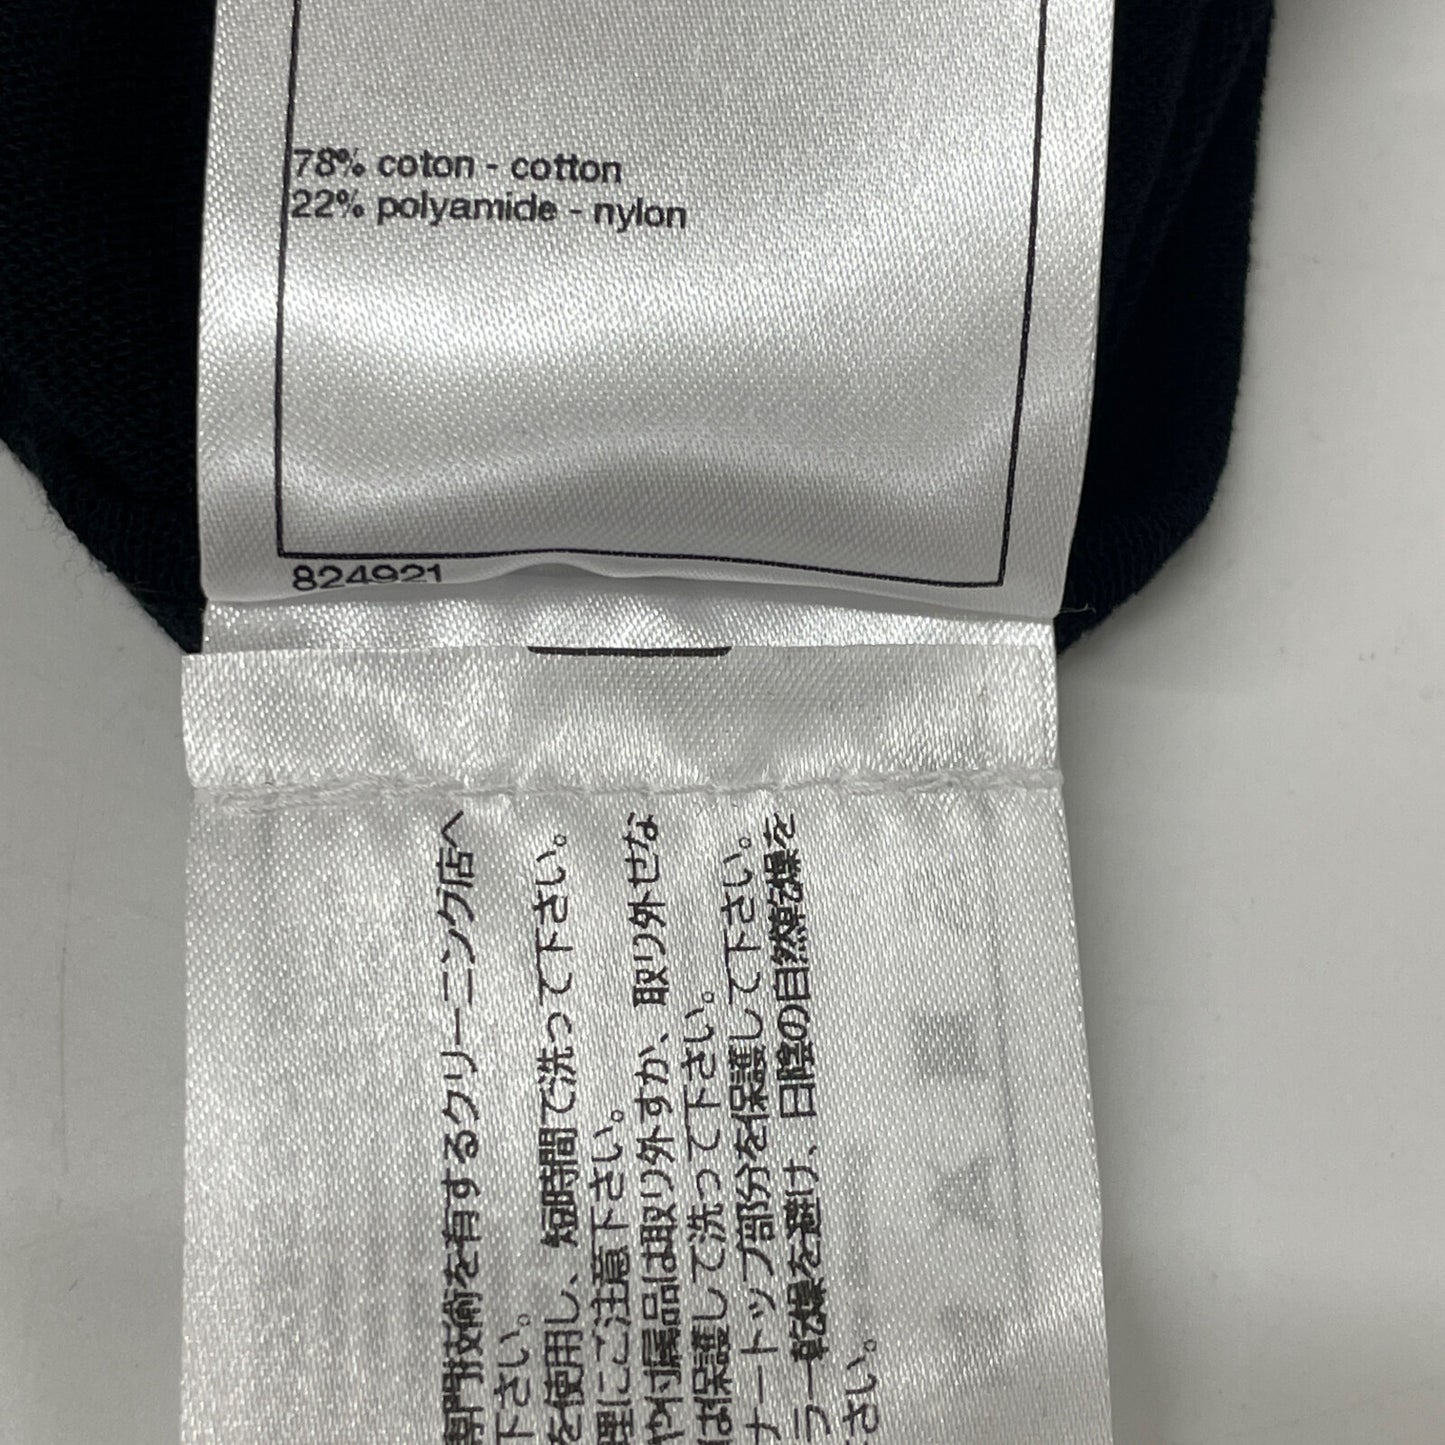 78% coton - cotton
22% polyamide - nylon
824921
専門技術を有するクリーニング店へ
下さい。
を使用し、短時間で洗って下さい。
理にご注意下さい。
や付属品は取り外すか、取り外せな
は保護して洗って下さい。
ナートップ部分を保護して下さい。
ラー乾燥を避け、日陰の自然乾燥を
さい。